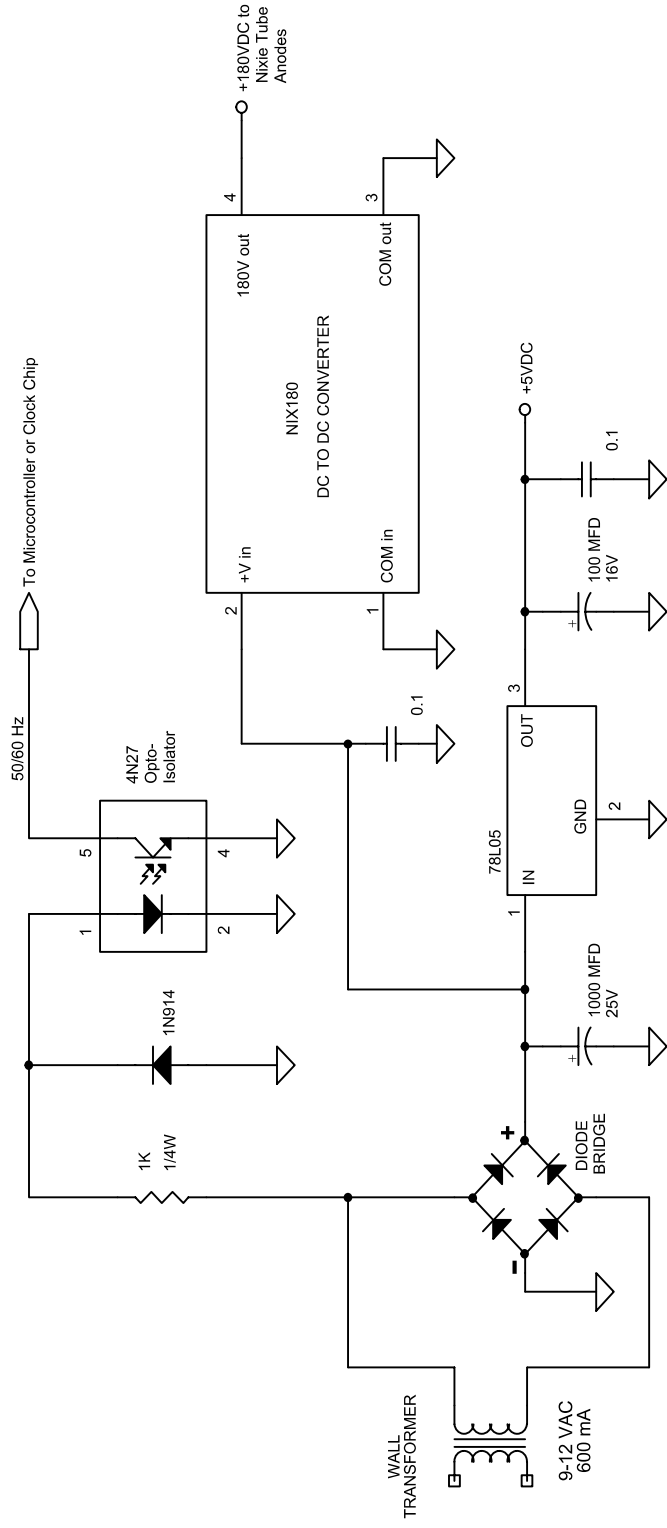 WALL
TRANSFORMER
9-12 VAC
600 mA
1K
1/4W
1N914
1
2
5
4
4N27
Opto-
Isolator
50/60 Hz
To Microcontroller or Clock Chip
+
-
DIODE
BRIDGE
+
1000 MFD
25V
1
78L05
IN
GND
2
OUT
3
+
100 MFD
16V
0.1
+5VDC
0.1
2
1
+V in
COM in
NIX180
DC TO DC CONVERTER
180V out
COM out
4
3
+180VDC to
Nixie Tube
Anodes